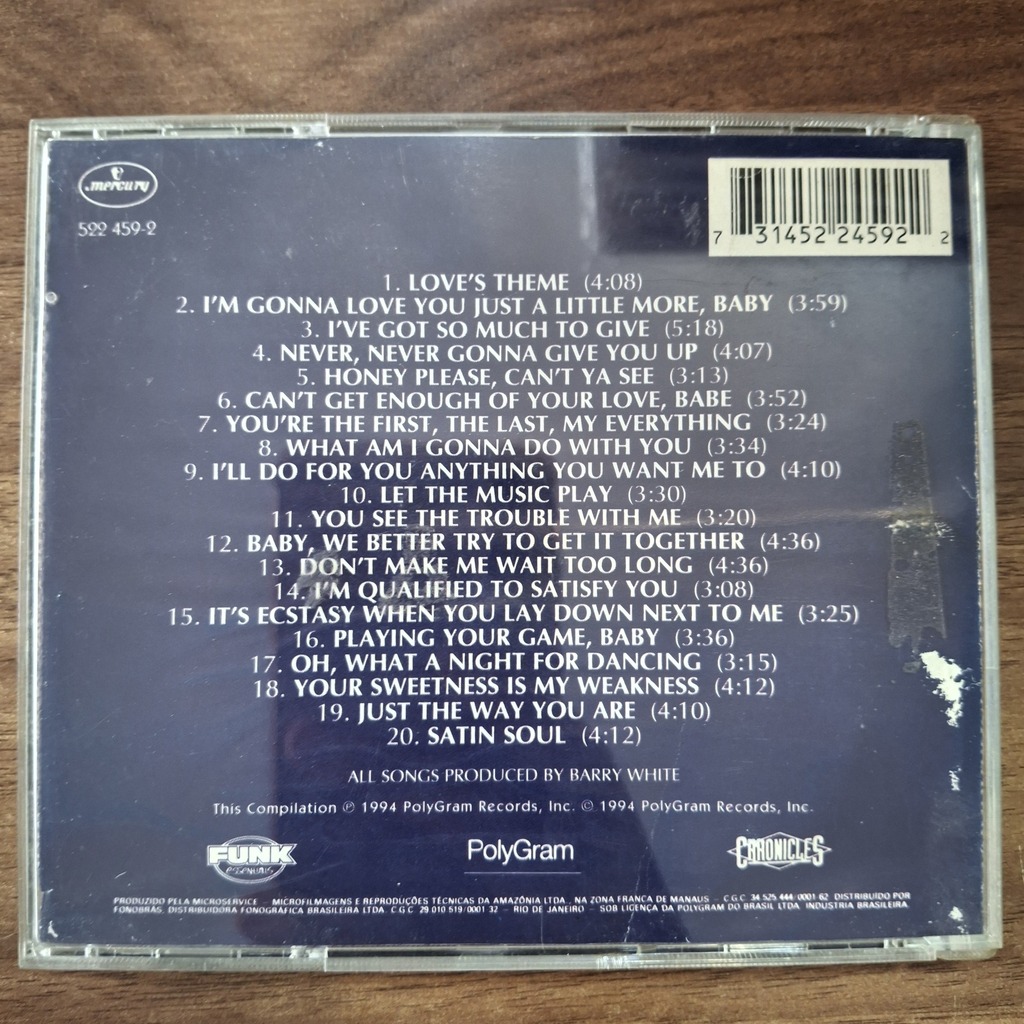 mercury
522 459-2
7 31452 24592 2
1. LOVE'S THEME (4:08)
2. I'M GONNA LOVE YOU JUST A LITTLE MORE, BABY (3:59)
3. I'VE GOT SO MUCH TO GIVE (5:18)
4. NEVER, NEVER GONNA GIVE YOU UP (4:07)
5. HONEY PLEASE, CAN'T YA SEE (3:13)
6. CAN'T GET ENOUGH OF YOUR LOVE, BABE (3:52)
7. YOU'RE THE FIRST, THE LAST, MY EVERYTHING (3:24)
8. WHAT AM I GONNA DO WITH YOU (3:34)
9. I'LL DO FOR YOU ANYTHING YOU WANT ME TO (4:10)
10. LET THE MUSIC PLAY (3:30)
11. YOU SEE THE TROUBLE WITH ME (3:20)
12. BABY, WE BETTER TRY TO GET IT TOGETHER (4:36)
13. DON'T MAKE ME WAIT TOO LONG (4:36)
14. I'M QUALIFIED TO SATISFY YOU (3:08)
15. IT'S ECSTASY WHEN YOU LAY DOWN NEXT TO ME (3:25)
16. PLAYING YOUR GAME, BABY (3:36)
17. OH, WHAT A NIGHT FOR DANCING (3:15)
18. YOUR SWEETNESS IS MY WEAKNESS (4:12)
19. JUST THE WAY YOU ARE (4:10)
20. SATIN SOUL (4:12)
ALL SONGS PRODUCED BY BARRY WHITE
This Compilation ℗ 1994 PolyGram Records, Inc. © 1994 PolyGram Records, Inc.
FUNK ESSENTIALS
PolyGram
CHRONICLES
PRODUZIDO PELA MICROSERVICE - MICROFILMAGENS E REPRODUÇÕES TÉCNICAS DA AMAZÔNIA LTDA. NA ZONA FRANCA DE MANAUS - C.G.C. 34 525 444/0001 62 DISTRIBUÍDO POR
FONOBRÁS, DISTRIBUIDORA FONOGRÁFICA BRASILEIRA LTDA. C.G.C. 29 010 519/0001 32 - RIO DE JANEIRO - SOB LICENÇA DA POLYGRAM DO BRASIL LTDA. INDÚSTRIA BRASILEIRA.